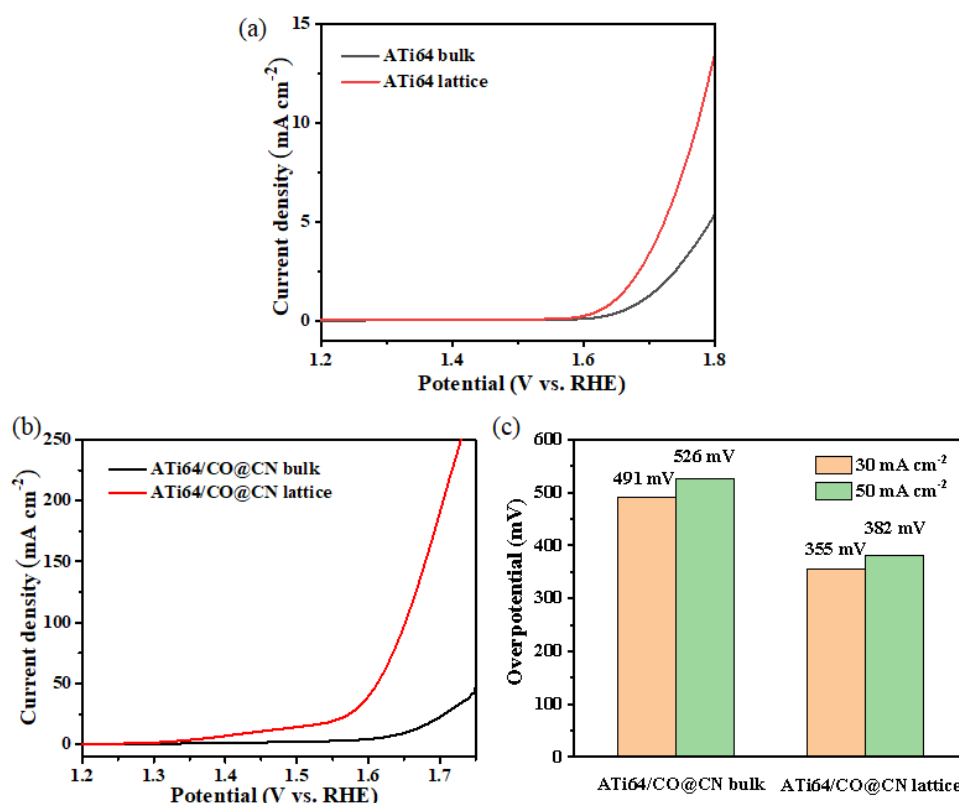 (a)
15
10
5
0
ATi64 bulk
ATi64 lattice
Current density ( mA cm⁻²)
1.2 1.4 1.6 1.8
Potential (V vs. RHE)
(b)
250
200
150
100
50
0
ATi64/CO@CN bulk
ATi64/CO@CN lattice
Current density ( mA cm⁻²)
1.2 1.3 1.4 1.5 1.6 1.7
Potential (V vs. RHE)
(c)
600
500
400
300
200
100
0
Overpotential (mV)
491 mV
526 mV
355 mV
382 mV
30 mA cm⁻²
50 mA cm⁻²
ATi64/CO@CN bulk
ATi64/CO@CN lattice